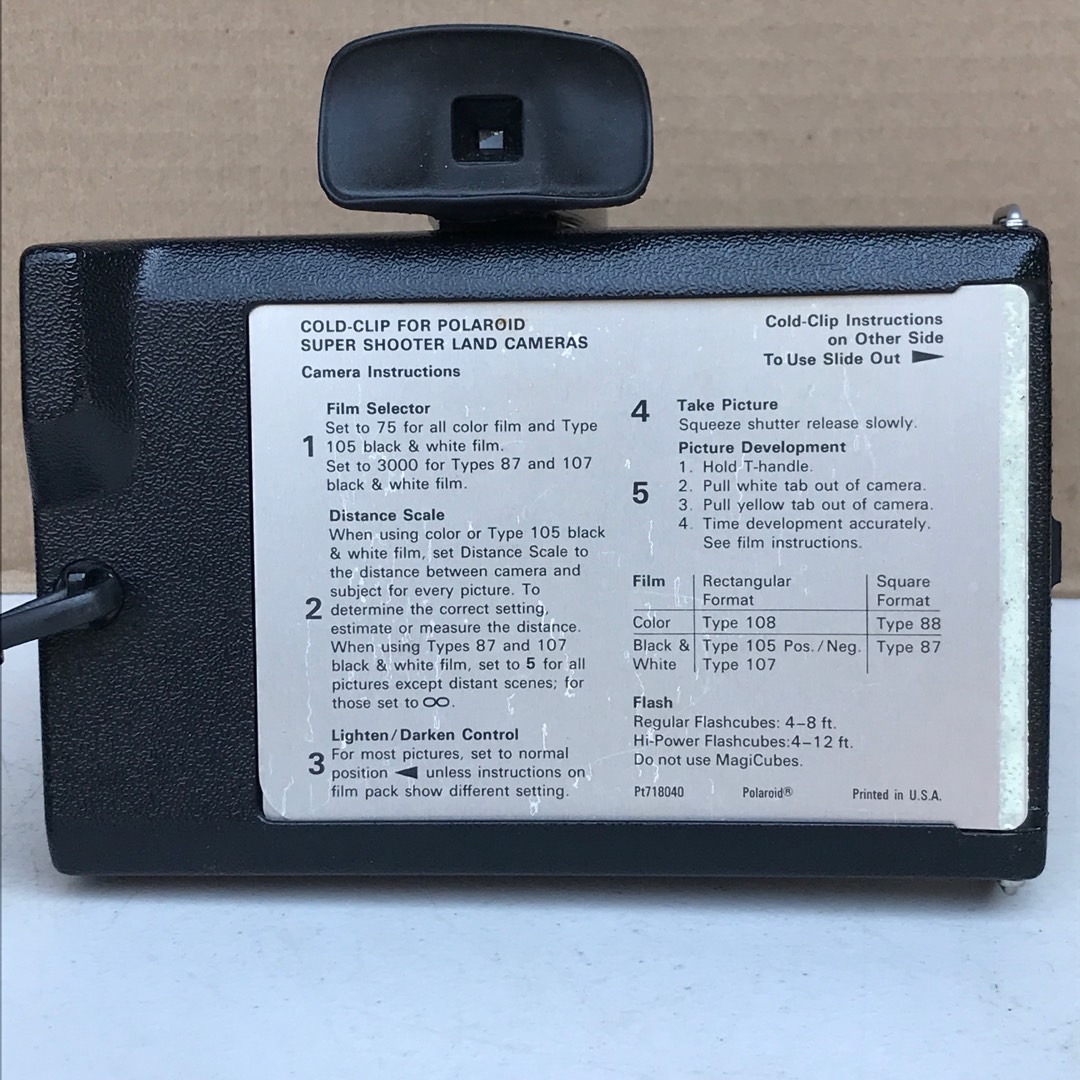 COLD-CLIP FOR POLAROID
SUPER SHOOTER LAND CAMERAS
Camera Instructions
Cold-Clip Instructions
on Other Side
To Use Slide Out
1
Film Selector
Set to 75 for all color film and Type
105 black & white film.
Set to 3000 for Types 87 and 107
black & white film.
2
Distance Scale
When using color or Type 105 black
& white film, set Distance Scale to
the distance between camera and
subject for every picture. To
determine the correct setting,
estimate or measure the distance.
When using Types 87 and 107
black & white film, set to 5 for all
pictures except distant scenes; for
those set to ∞.
3
Lighten/Darken Control
For most pictures, set to normal
position ◀ unless instructions on
film pack show different setting.
4
Take Picture
Squeeze shutter release slowly.
5
Picture Development
1. Hold T-handle.
2. Pull white tab out of camera.
3. Pull yellow tab out of camera.
4. Time development accurately.
See film instructions.
Film Rectangular Square
Format Format
Color Type 108 Type 88
Black & Type 105 Pos./Neg. Type 87
White Type 107
Flash
Regular Flashcubes: 4–8 ft.
Hi-Power Flashcubes:4–12 ft.
Do not use MagiCubes.
Pt718040 Polaroid® Printed in U.S.A.